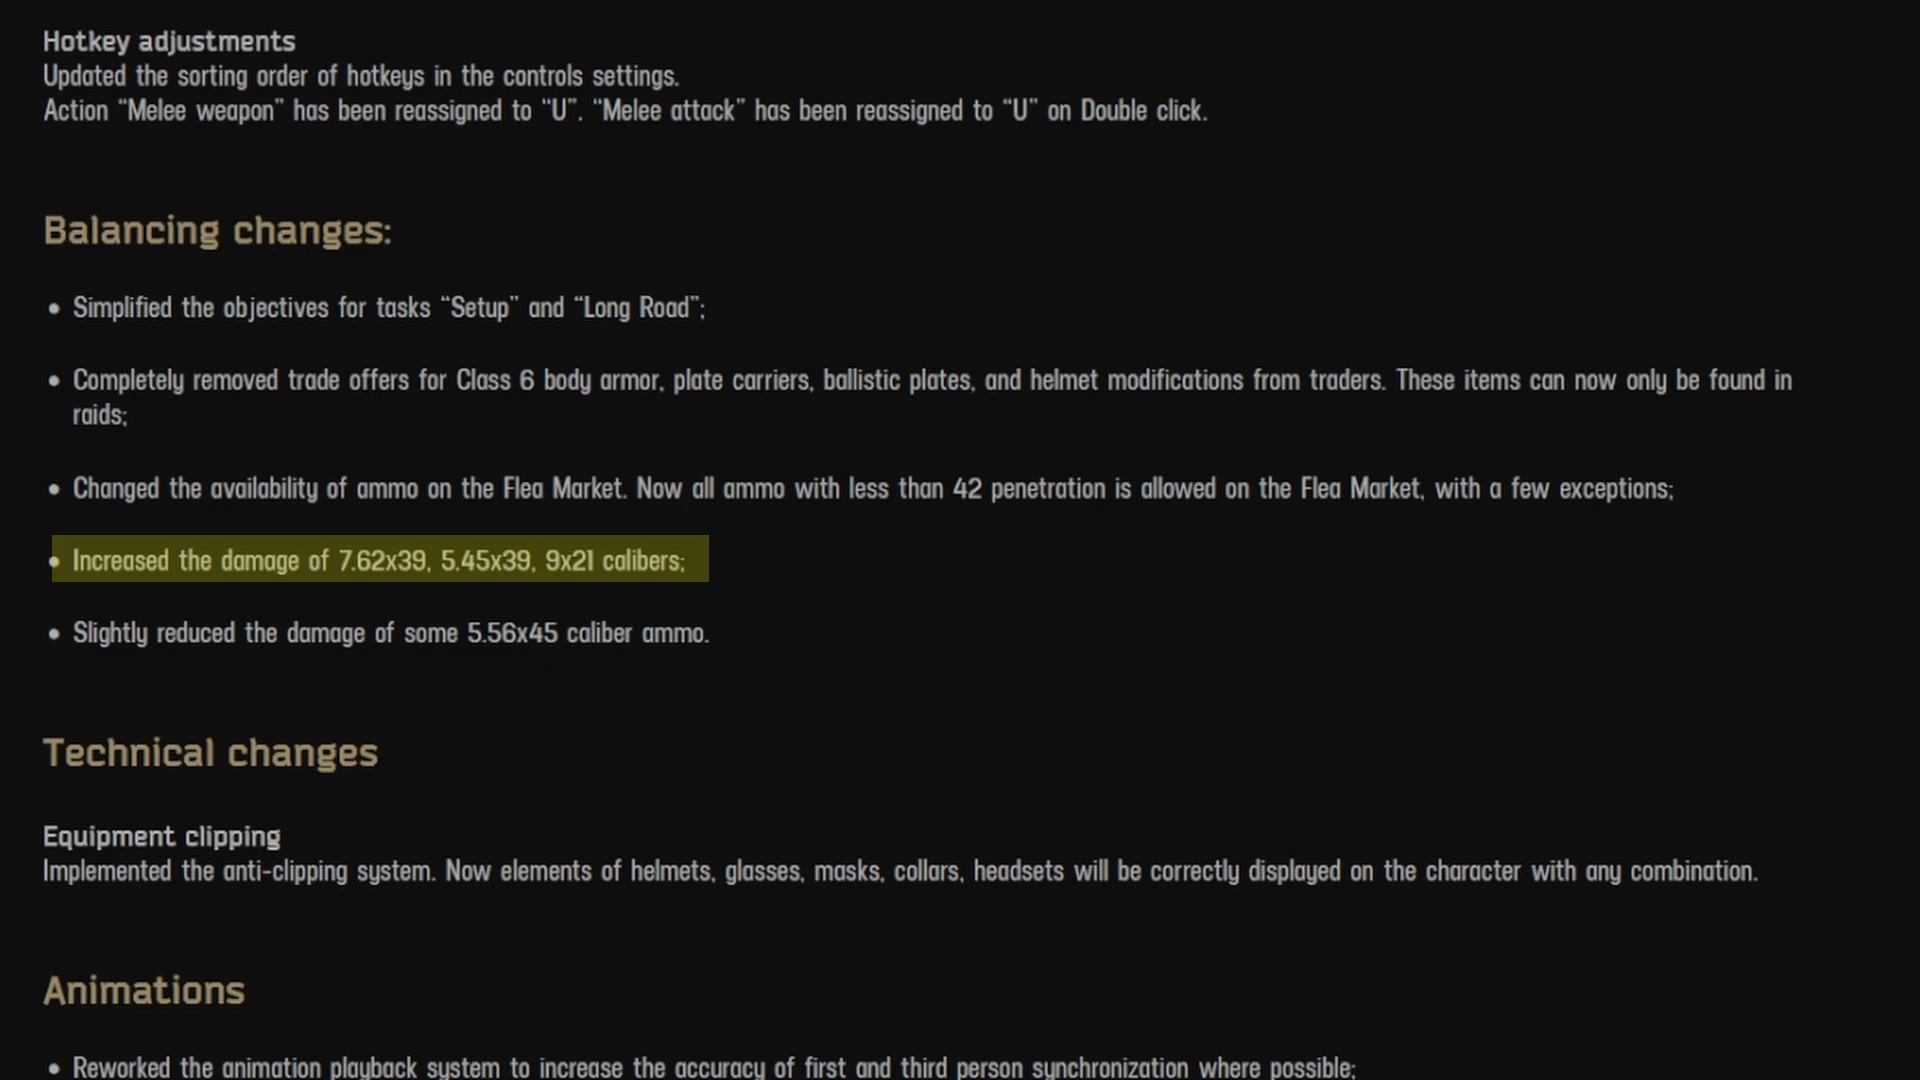 Hotkey adjustments
Updated the sorting order of hotkeys in the controls settings.
Action “Melee weapon” has been reassigned to “U”. “Melee attack” has been reassigned to “U” on Double click.
Balancing changes:
• Simplified the objectives for tasks “Setup” and “Long Road”;
• Completely removed trade offers for Class 6 body armor, plate carriers, ballistic plates, and helmet modifications from traders. These items can now only be found in
raids;
• Changed the availability of ammo on the Flea Market. Now all ammo with less than 42 penetration is allowed on the Flea Market, with a few exceptions;
• Increased the damage of 7.62x39, 5.45x39, 9x21 calibers;
• Slightly reduced the damage of some 5.56x45 caliber ammo.
Technical changes
Equipment clipping
Implemented the anti-clipping system. Now elements of helmets, glasses, masks, collars, headsets will be correctly displayed on the character with any combination.
Animations
• Reworked the animation playback system to increase the accuracy of first and third person synchronization where possible;